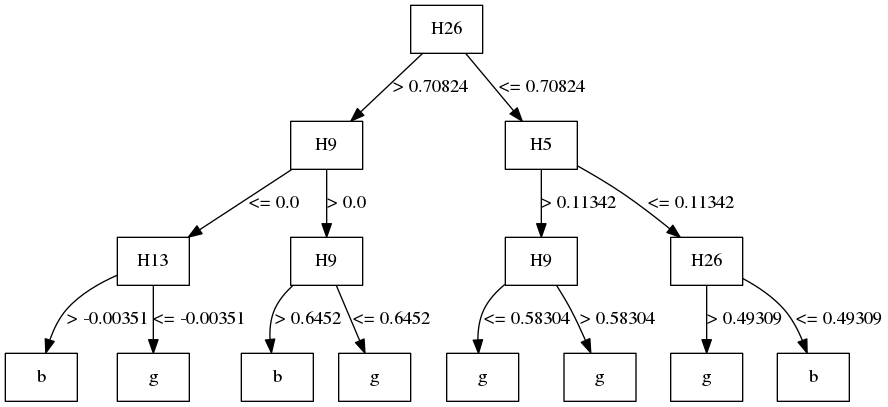 H26
> 0.70824
<= 0.70824
H9
H5
<= 0.0
> 0.0
> 0.11342
<= 0.11342
H13
H9
H9
H26
> -0.00351
<= -0.00351
> 0.6452
<= 0.6452
<= 0.58304
> 0.58304
> 0.49309
<= 0.49309
b
g
b
g
g
g
g
b